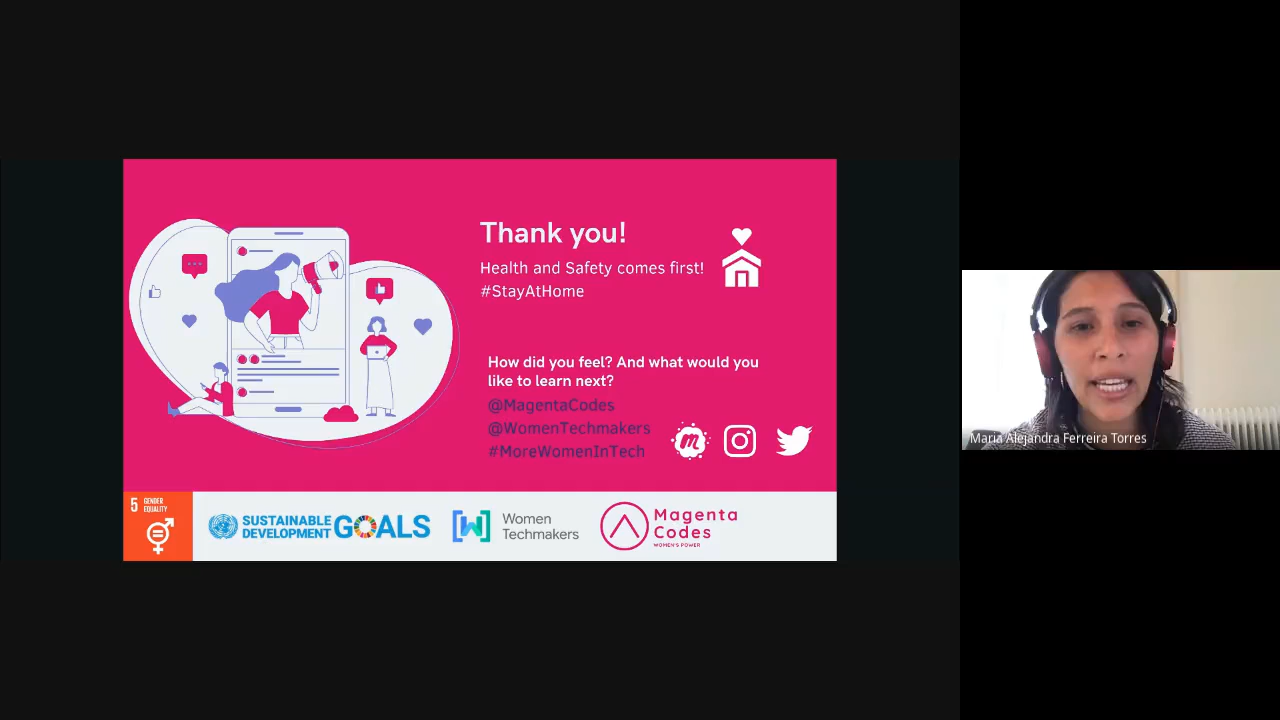 Thank you!
Health and Safety comes first!
#StayAtHome
How did you feel? And what would you
like to learn next?
@MagentaCodes
@WomenTechmakers
#MoreWomenInTech
m
Maria Alejandra Ferreira Torres
5 GENDER
EQUALITY
SUSTAINABLE
DEVELOPMENT GOALS
W
Women
Techmakers
Magenta
Codes
WOMEN'S POWER